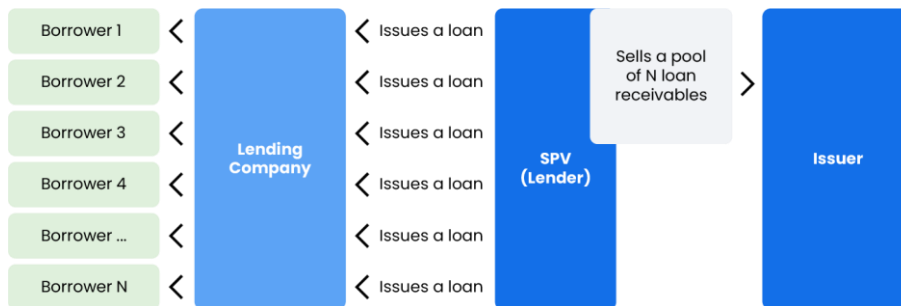 Borrower 1
Issues a loan
Borrower 2
Issues a loan
Borrower 3
Issues a loan
Borrower 4
Issues a loan
Borrower ...
Issues a loan
Borrower N
Issues a loan
Lending
Company
SPV
(Lender)
Sells a pool
of N loan
receivables
Issuer